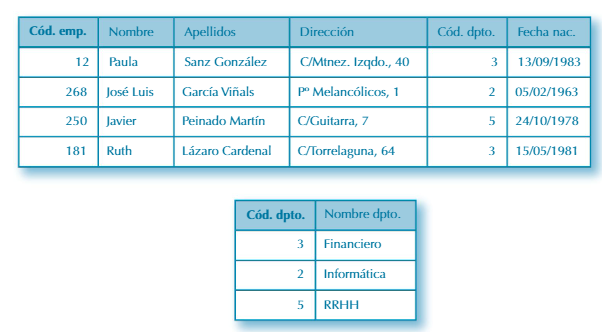 Cód. emp. Nombre Apellidos Dirección Cód. dpto. Fecha nac.
12 Paula Sanz González C/Mtnez. Izqdo., 40 3 13/09/1983
268 José Luis García Viñals Pº Melancólicos, 1 2 05/02/1963
250 Javier Peinado Martín C/Guitarra, 7 5 24/10/1978
181 Ruth Lázaro Cardenal C/Torrelaguna, 64 3 15/05/1981
Cód. dpto. Nombre dpto.
3 Financiero
2 Informática
5 RRHH